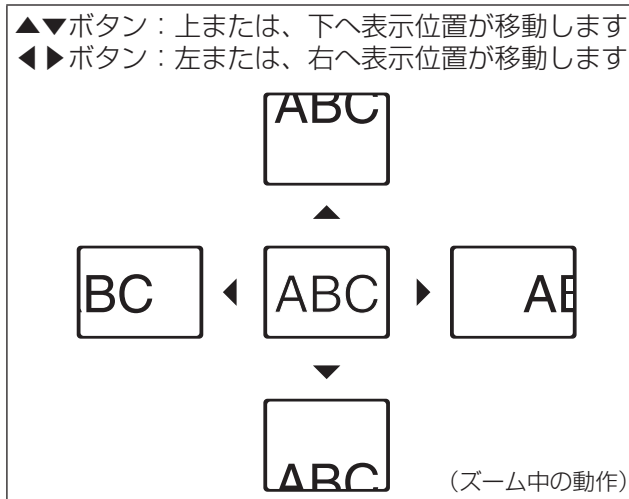 ▲▼ボタン：上または、下へ表示位置が移動します
◀▶ボタン：左または、右へ表示位置が移動します
ABC
▲
BC ◀ ABC ▶ AB
▼
ABC
（ズーム中の動作）